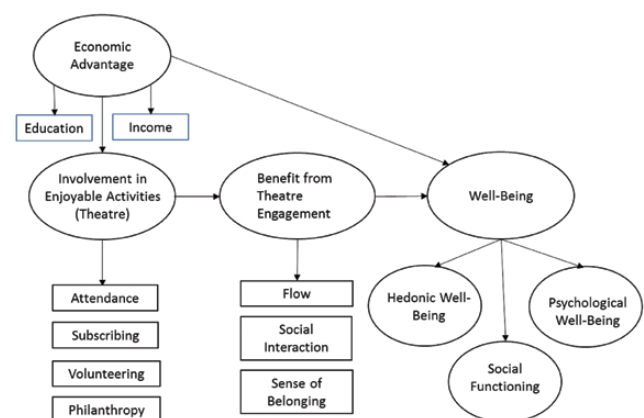 Economic
Advantage
Education
Income
Involvement in
Enjoyable Activities
(Theatre)
Benefit from
Theatre
Engagement
Well-Being
Attendance
Subscribing
Volunteering
Philanthropy
Flow
Social
Interaction
Sense of
Belonging
Hedonic Well-
Being
Social
Functioning
Psychological
Well-Being